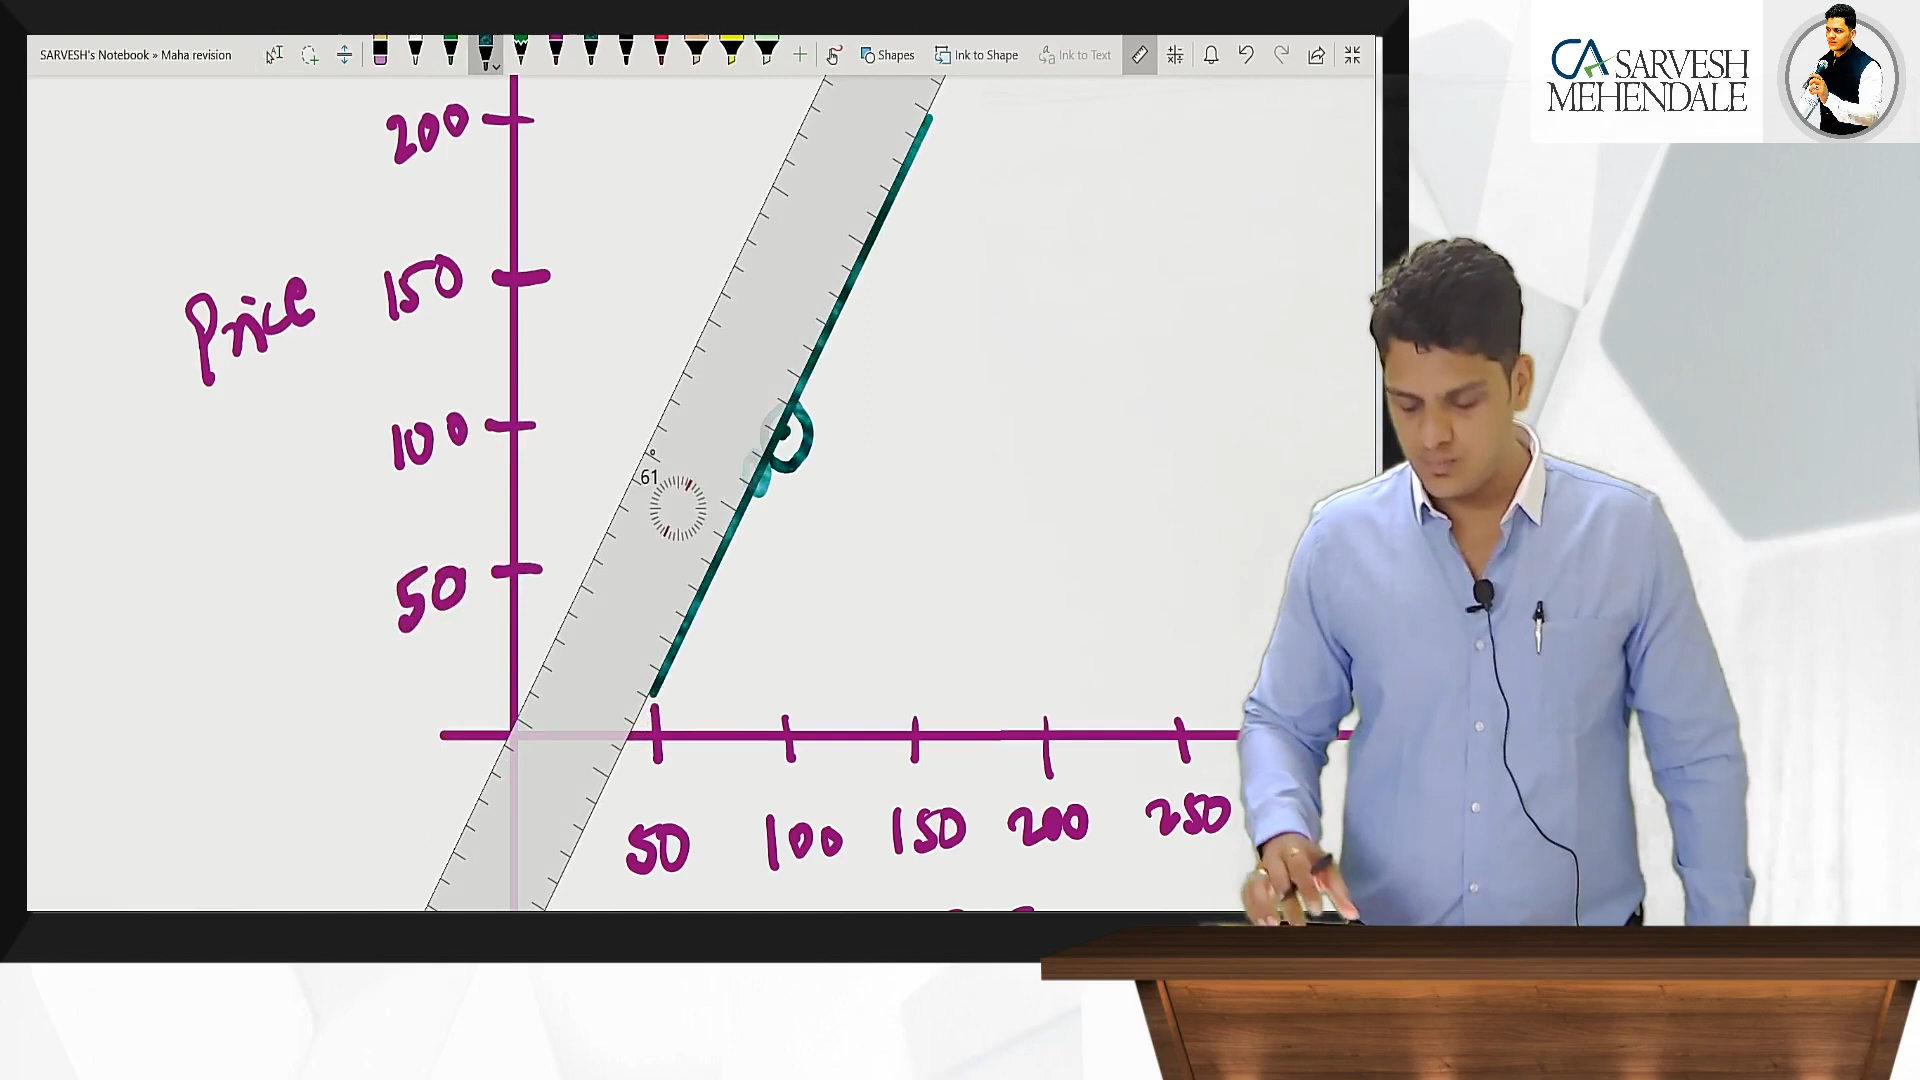 SARVESH's Notebook » Maha revision
Shapes
Ink to Shape
Ink to Text
CA SARVESH
MEHENDALE
200
150
Price
100
61°
50
50 100 150 200 250